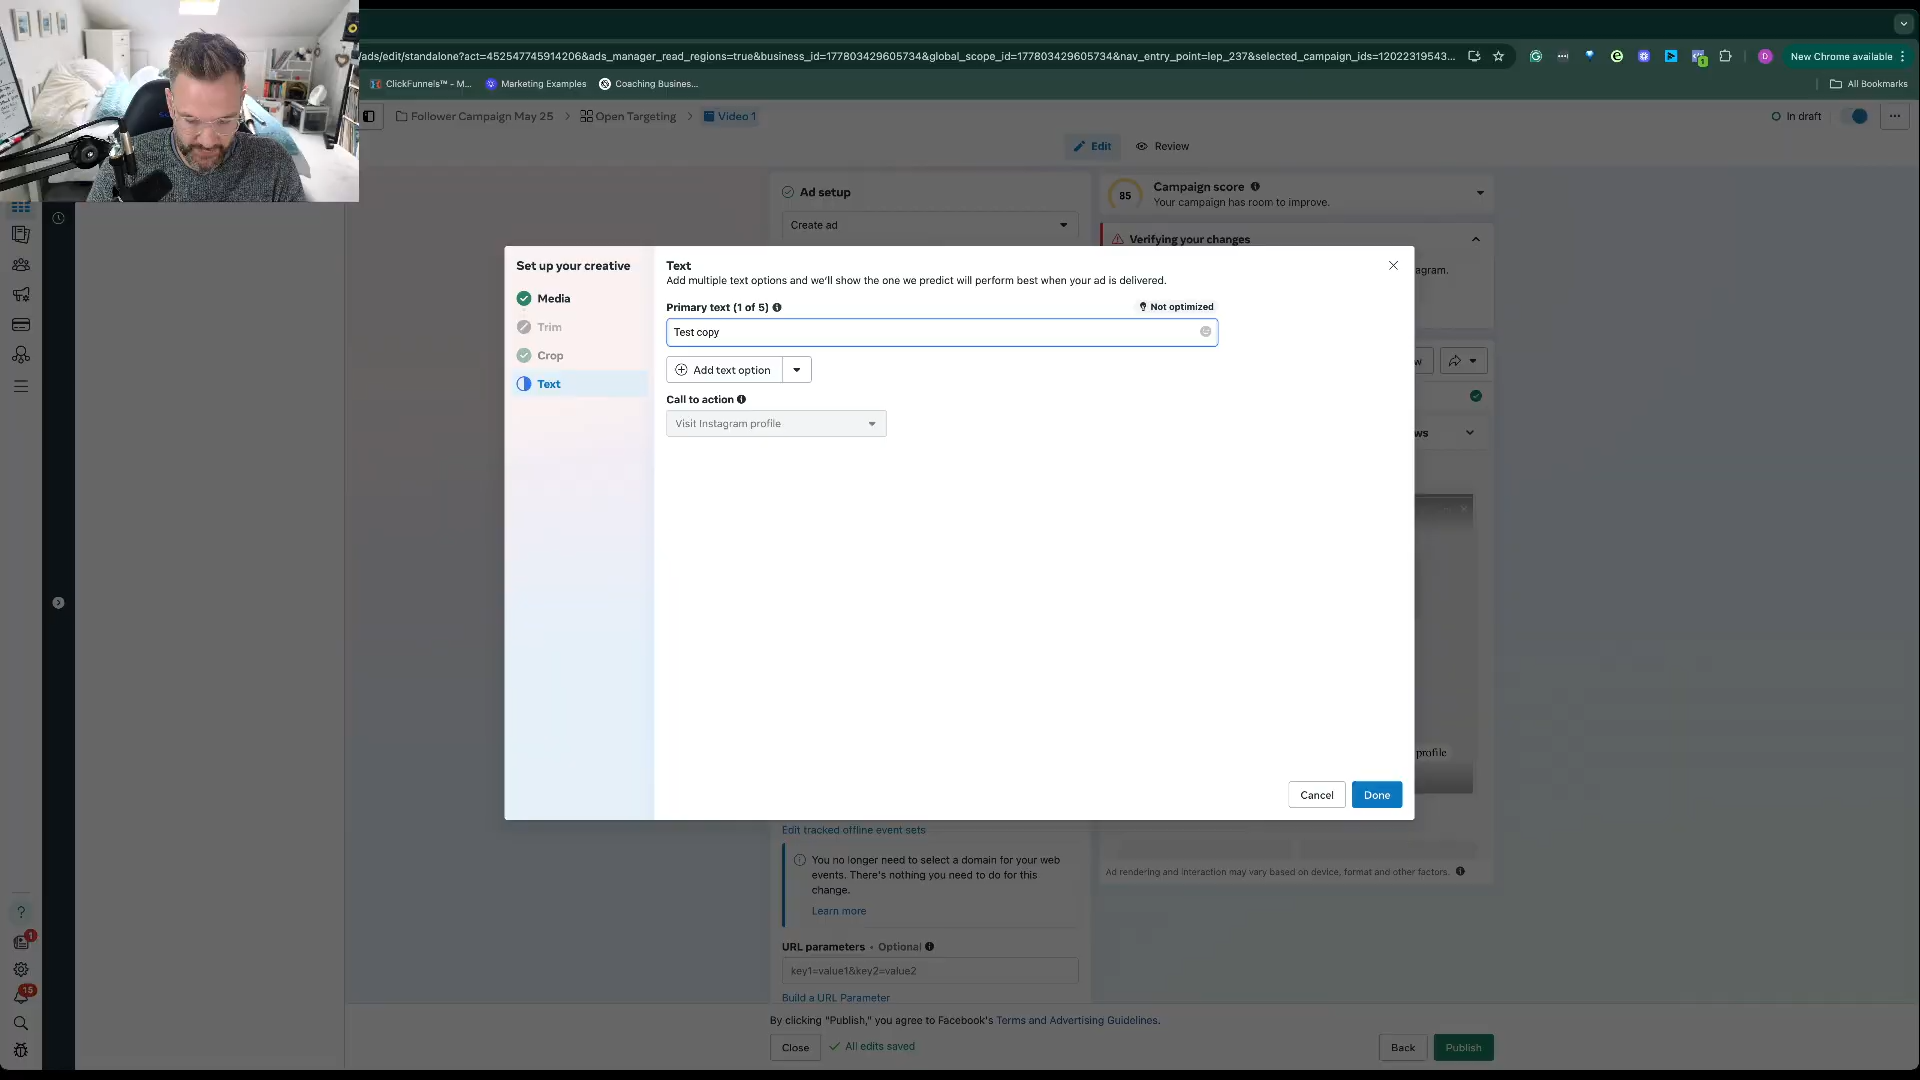 /ads/edit/standalone?act=452547745914206&ads_manager_read_regions=true&business_id=177803429605734&global_scope_id=177803429605734&nav_entry_point=lep_237&selected_campaign_ids=12022319543...
New Chrome available
ClickFunnels™ - M...
Marketing Examples
Coaching Busines...
All Bookmarks
Follower Campaign May 25
Open Targeting
Video 1
In draft
Edit
Review
Ad setup
Create ad
85
Campaign score
Your campaign has room to improve.
Verifying your changes
agram.
Set up your creative
Media
Trim
Crop
Text
Text
Add multiple text options and we'll show the one we predict will perform best when your ad is delivered.
Primary text (1 of 5)
Not optimized
Test copy
Add text option
Call to action
Visit Instagram profile
w
ws
profile
Cancel
Done
Edit tracked offline event sets
You no longer need to select a domain for your web
events. There's nothing you need to do for this
change.
Learn more
Ad rendering and interaction may vary based on device, format and other factors.
URL parameters • Optional
key1=value1&key2=value2
Build a URL Parameter
1
15
By clicking "Publish," you agree to Facebook's Terms and Advertising Guidelines.
Close
All edits saved
Back
Publish